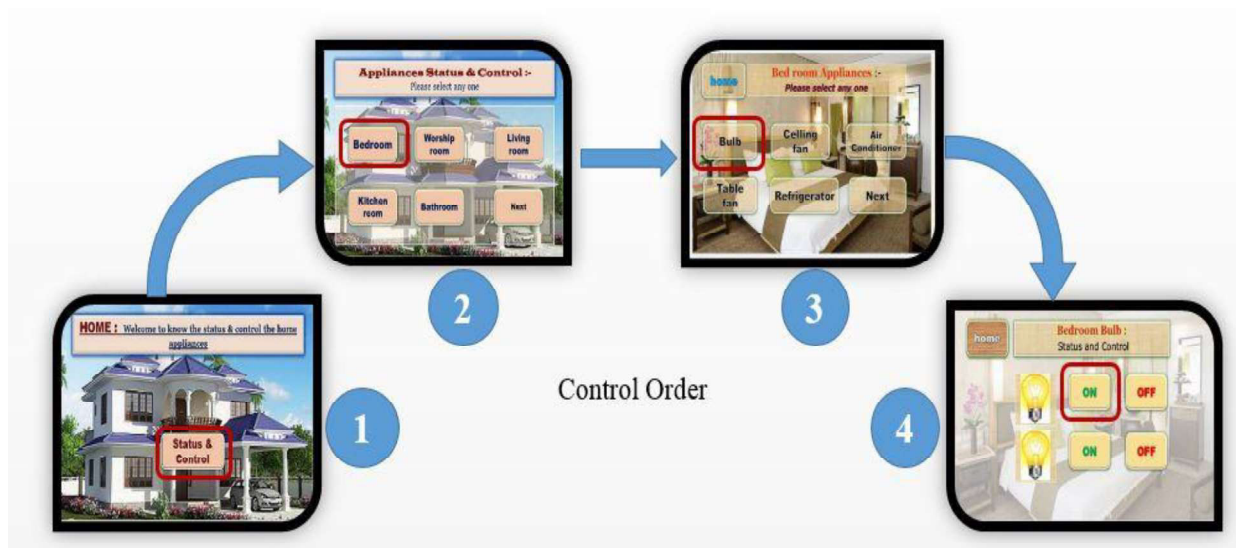 HOME : Welcome to know the status & control the home
appliances
Status &
Control
1
Appliances Status & Control :-
Please select any one
Bedroom
Worship
room
Living
room
Kitchen
room
Bathroom
Next
2
home
Bed room Appliances :-
Please select any one
Bulb
Celling
fan
Air
Conditioner
Table
fan
Refrigerator
Next
3
home
Bedroom Bulb :
Status and Control
ON
OFF
ON
OFF
4
Control Order